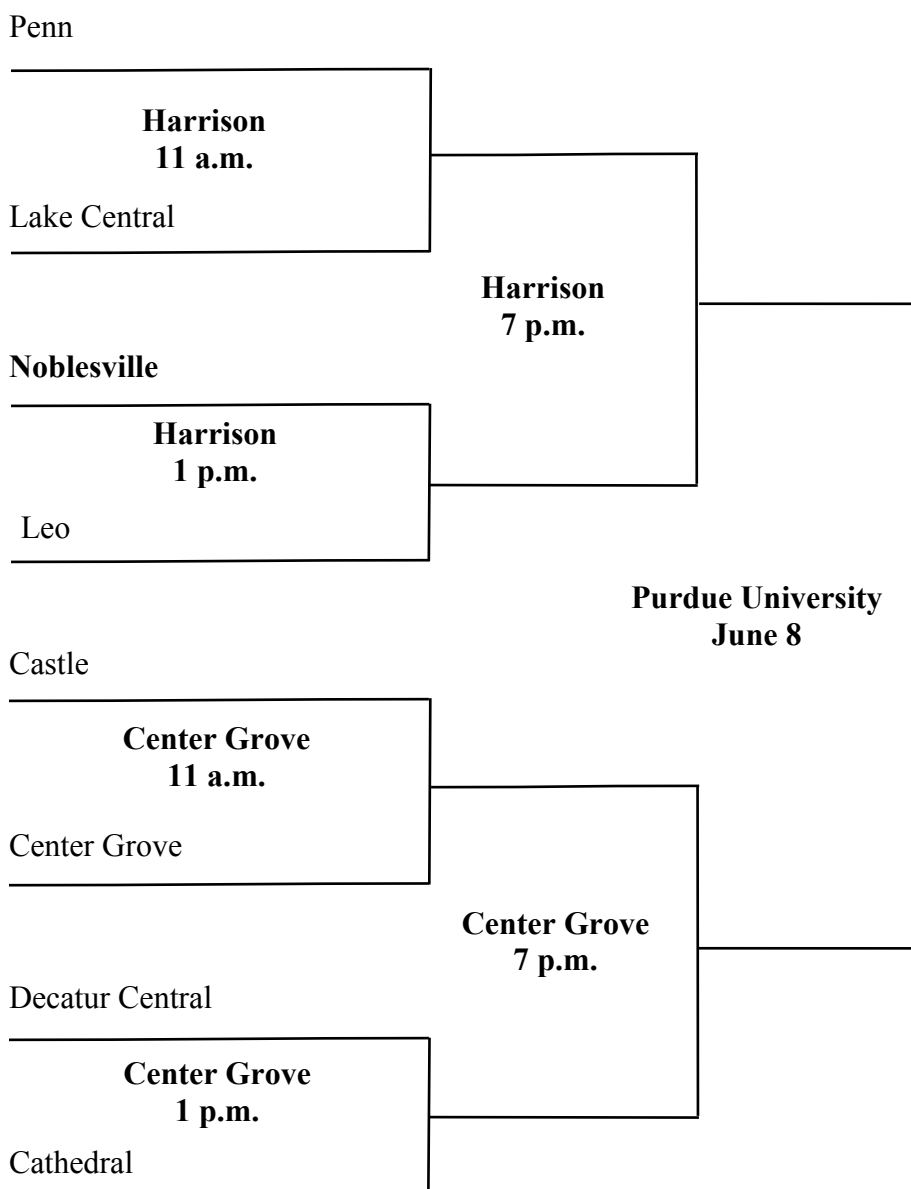 Penn
Harrison
11 a.m.
Lake Central
Harrison
7 p.m.
Noblesville
Harrison
1 p.m.
Leo
Purdue University
June 8
Castle
Center Grove
11 a.m.
Center Grove
Center Grove
7 p.m.
Decatur Central
Center Grove
1 p.m.
Cathedral